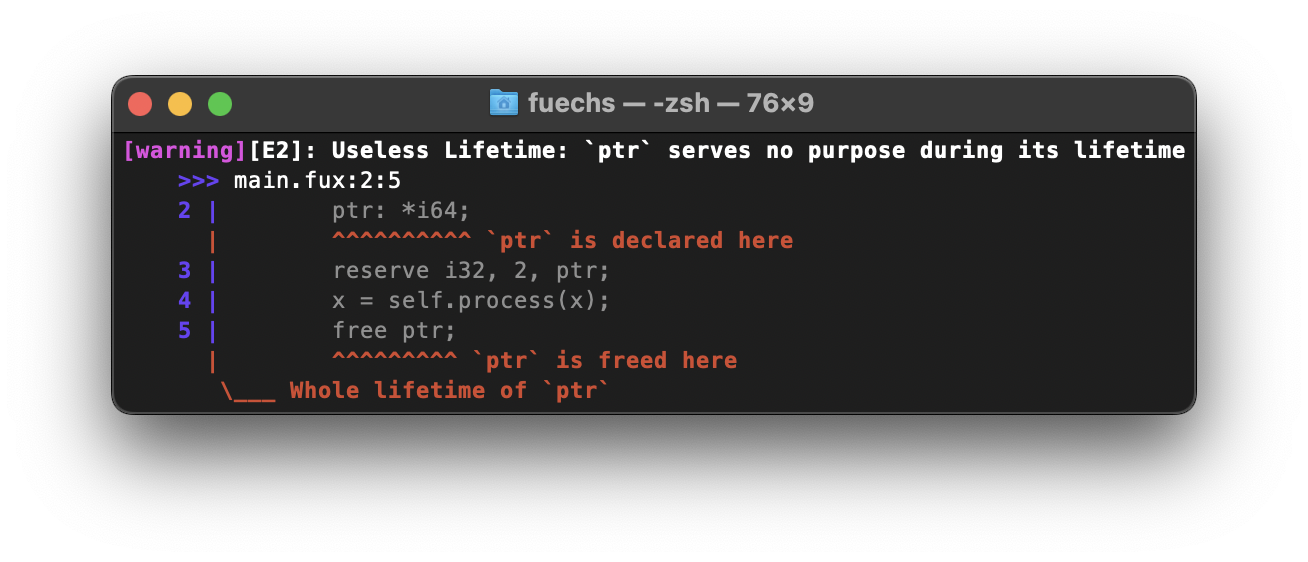 fuechs — -zsh — 76×9
[warning][E2]: Useless Lifetime: `ptr` serves no purpose during its lifetime
    >>> main.fux:2:5
    2 |        ptr: *i64;
      |        ^^^^^^^^^^ `ptr` is declared here
    3 |        reserve i32, 2, ptr;
    4 |        x = self.process(x);
    5 |        free ptr;
      |        ^^^^^^^^^ `ptr` is freed here
       \___ Whole lifetime of `ptr`